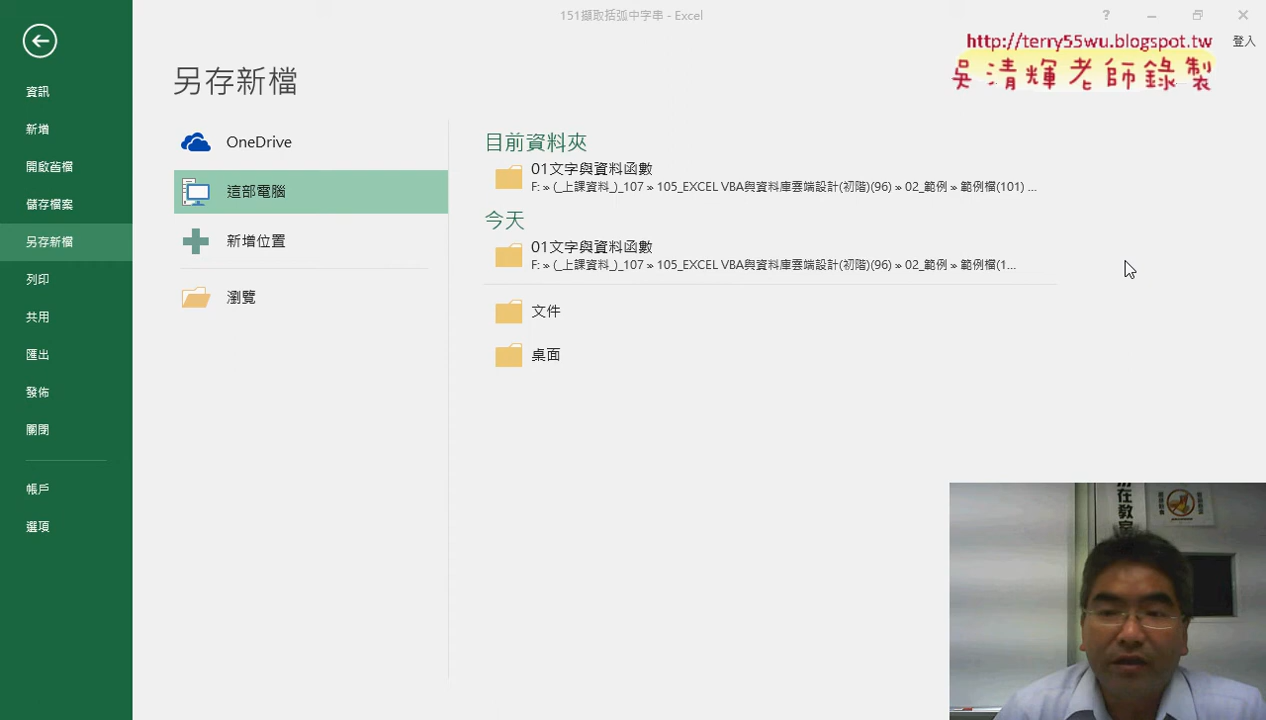 151擷取括弧中字串 - Excel
?
登入
http://terry55wu.blogspot.tw
吳清輝老師錄製
資訊
新增
開啟舊檔
儲存檔案
另存新檔
列印
共用
匯出
發佈
關閉
帳戶
選項
另存新檔
OneDrive
這部電腦
新增位置
瀏覽
目前資料夾
01文字與資料函數
F: » (_上課資料_)_107 » 105_EXCEL VBA與資料庫雲端設計(初階)(96) » 02_範例 » 範例檔(101) ...
今天
01文字與資料函數
F: » (_上課資料_)_107 » 105_EXCEL VBA與資料庫雲端設計(初階)(96) » 02_範例 » 範例檔(1...
文件
桌面